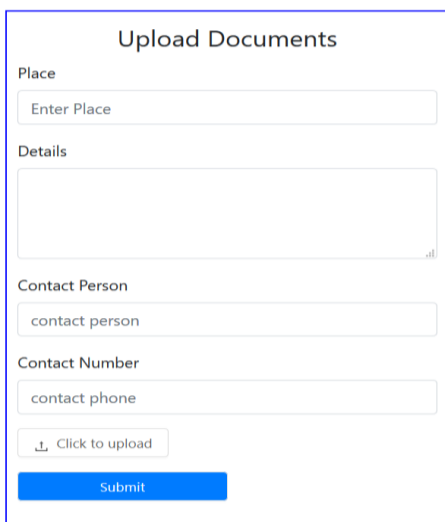 Upload Documents
Place
Enter Place
Details
Contact Person
contact person
Contact Number
contact phone
Click to upload
Submit